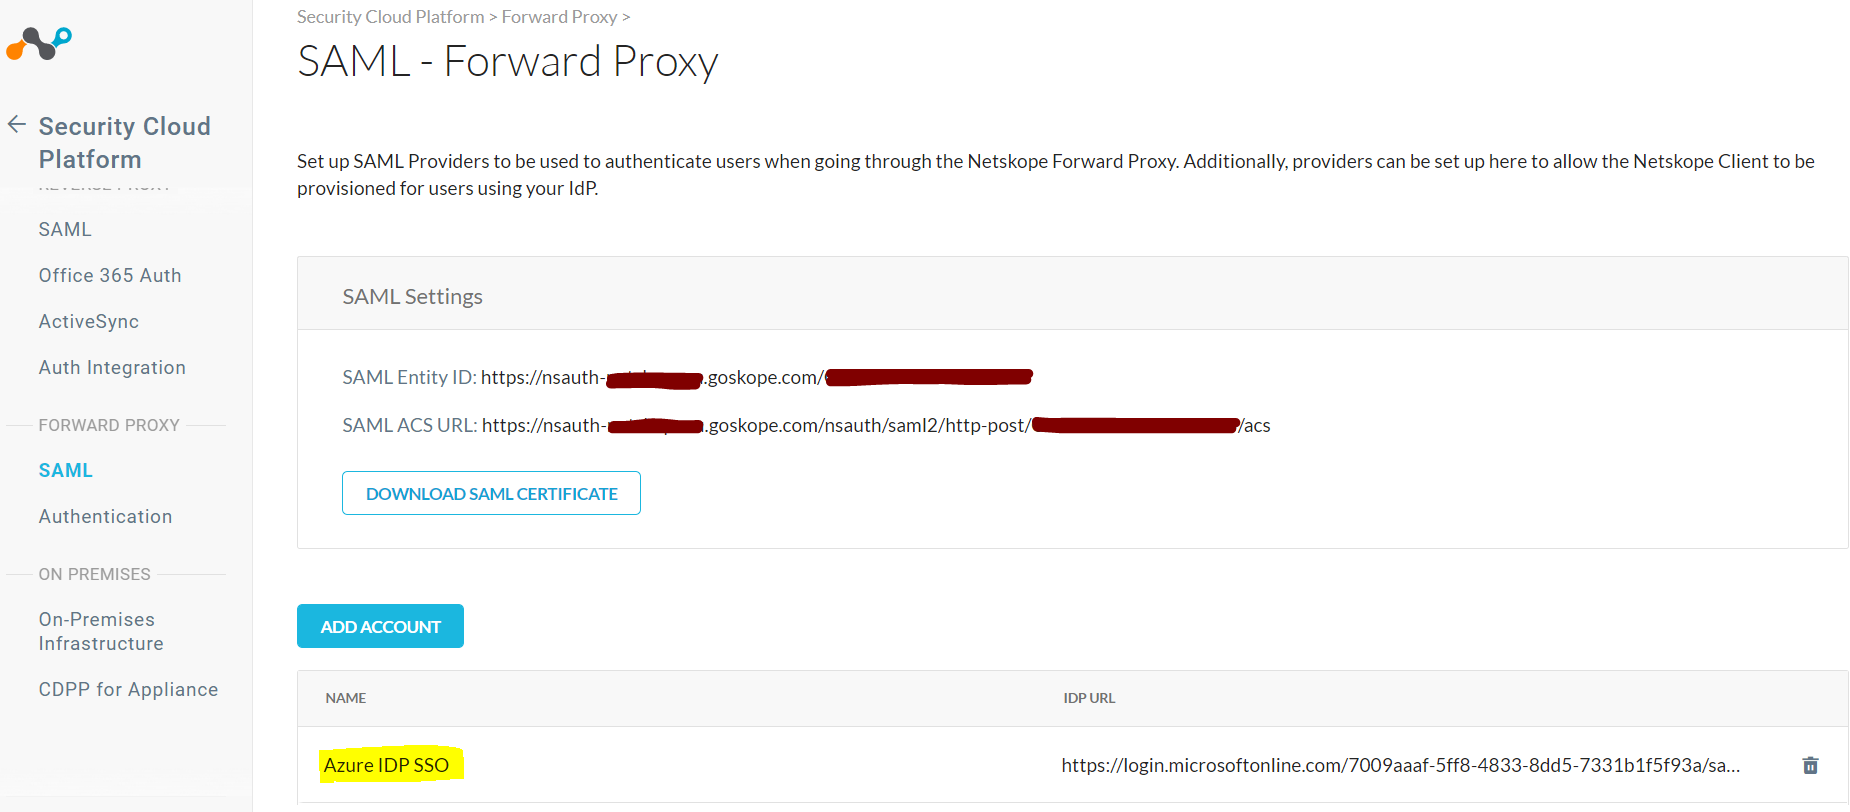 Security Cloud Platform > Forward Proxy >
SAML - Forward Proxy
Security Cloud
Platform
REVERSE PROXY
SAML
Office 365 Auth
ActiveSync
Auth Integration
FORWARD PROXY
SAML
Authentication
ON PREMISES
On-Premises
Infrastructure
CDPP for Appliance
Set up SAML Providers to be used to authenticate users when going through the Netskope Forward Proxy. Additionally, providers can be set up here to allow the Netskope Client to be
provisioned for users using your IdP.
SAML Settings
SAML Entity ID: https://nsauth- .goskope.com/
SAML ACS URL: https://nsauth- .goskope.com/nsauth/saml2/http-post/ /acs
DOWNLOAD SAML CERTIFICATE
ADD ACCOUNT
NAME IDP URL
Azure IDP SSO https://login.microsoftonline.com/7009aaaf-5ff8-4833-8dd5-7331b1f5f93a/sa...